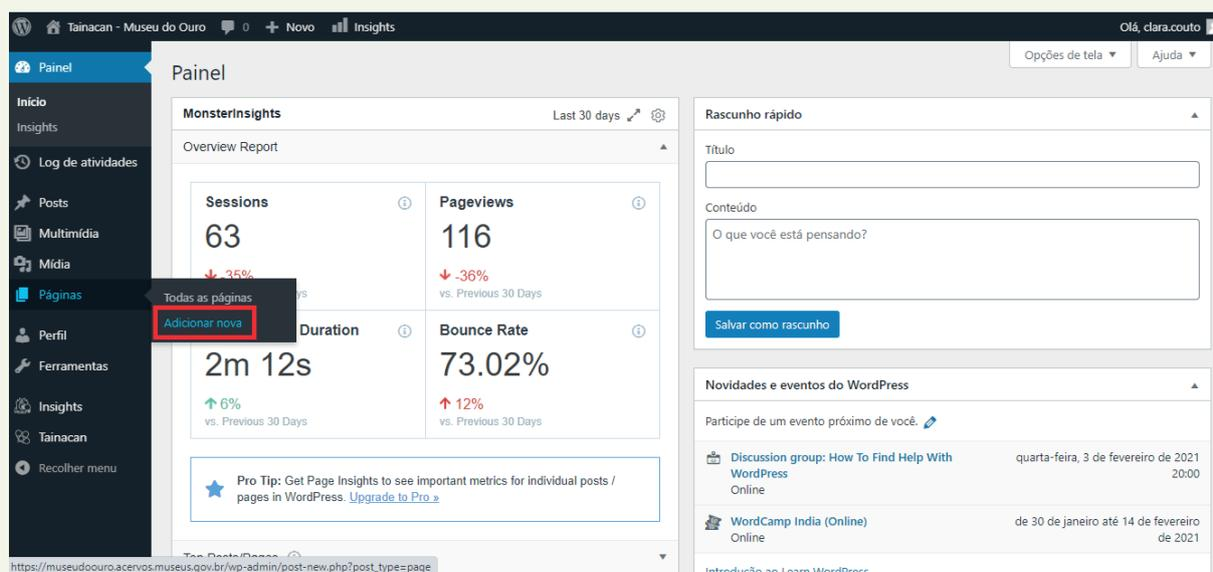 Tainacan - Museu do Ouro 0 Novo Insights Olá, clara.couto
Painel
Início
Insights
Log de atividades
Posts
Multimídia
Mídia
Páginas
Todas as páginas
Adicionar nova
Perfil
Ferramentas
Insights
Tainacan
Recolher menu
Opções de tela Ajuda
Painel
MonsterInsights Last 30 days
Overview Report
Sessions
63
-35%
Pageviews
116
-36%
vs. Previous 30 Days
Duration
2m 12s
6%
vs. Previous 30 Days
Bounce Rate
73.02%
12%
vs. Previous 30 Days
Pro Tip: Get Page Insights to see important metrics for individual posts /
pages in WordPress. Upgrade to Pro »
Top Posts/Pages
Rascunho rápido
Título
Conteúdo
O que você está pensando?
Salvar como rascunho
Novidades e eventos do WordPress
Participe de um evento próximo de você.
Discussion group: How To Find Help With
WordPress
Online
quarta-feira, 3 de fevereiro de 2021
20:00
WordCamp India (Online)
Online
de 30 de janeiro até 14 de fevereiro
de 2021
Introdução ao Learn WordPress
https://museudoouro.acervos.museus.gov.br/wp-admin/post-new.php?post_type=page